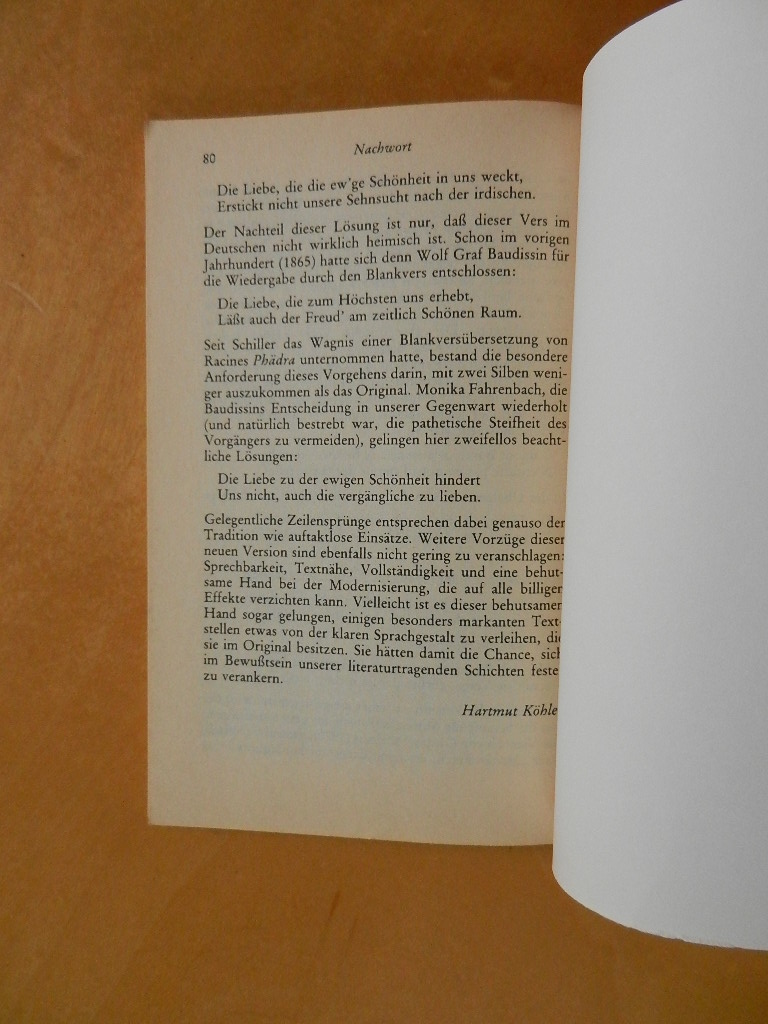 80
Nachwort
Die Liebe, die die ew'ge Schönheit in uns weckt,
Erstickt nicht unsere Sehnsucht nach der irdischen.
Der Nachteil dieser Lösung ist nur, daß dieser Vers im
Deutschen nicht wirklich heimisch ist. Schon im vorigen
Jahrhundert (1865) hatte sich denn Wolf Graf Baudissin für
die Wiedergabe durch den Blankvers entschlossen:
Die Liebe, die zum Höchsten uns erhebt,
Läßt auch der Freud' am zeitlich Schönen Raum.
Seit Schiller das Wagnis einer Blankversübersetzung von
Racines Phädra unternommen hatte, bestand die besondere
Anforderung dieses Vorgehens darin, mit zwei Silben weni-
ger auszukommen als das Original. Monika Fahrenbach, die
Baudissins Entscheidung in unserer Gegenwart wiederholt
(und natürlich bestrebt war, die pathetische Steifheit des
Vorgängers zu vermeiden), gelingen hier zweifellos beacht-
liche Lösungen:
Die Liebe zu der ewigen Schönheit hindert
Uns nicht, auch die vergängliche zu lieben.
Gelegentliche Zeilensprünge entsprechen dabei genauso der
Tradition wie auftaktlose Einsätze. Weitere Vorzüge dieser
neuen Version sind ebenfalls nicht gering zu veranschlagen:
Sprechbarkeit, Textnähe, Vollständigkeit und eine behut-
same Hand bei der Modernisierung, die auf alle billigen
Effekte verzichten kann. Vielleicht ist es dieser behutsamen
Hand sogar gelungen, einigen besonders markanten Text-
stellen etwas von der klaren Sprachgestalt zu verleihen, die
sie im Original besitzen. Sie hätten damit die Chance, sich
im Bewußtsein unserer literaturtragenden Schichten feste
zu verankern.
Hartmut Köhle